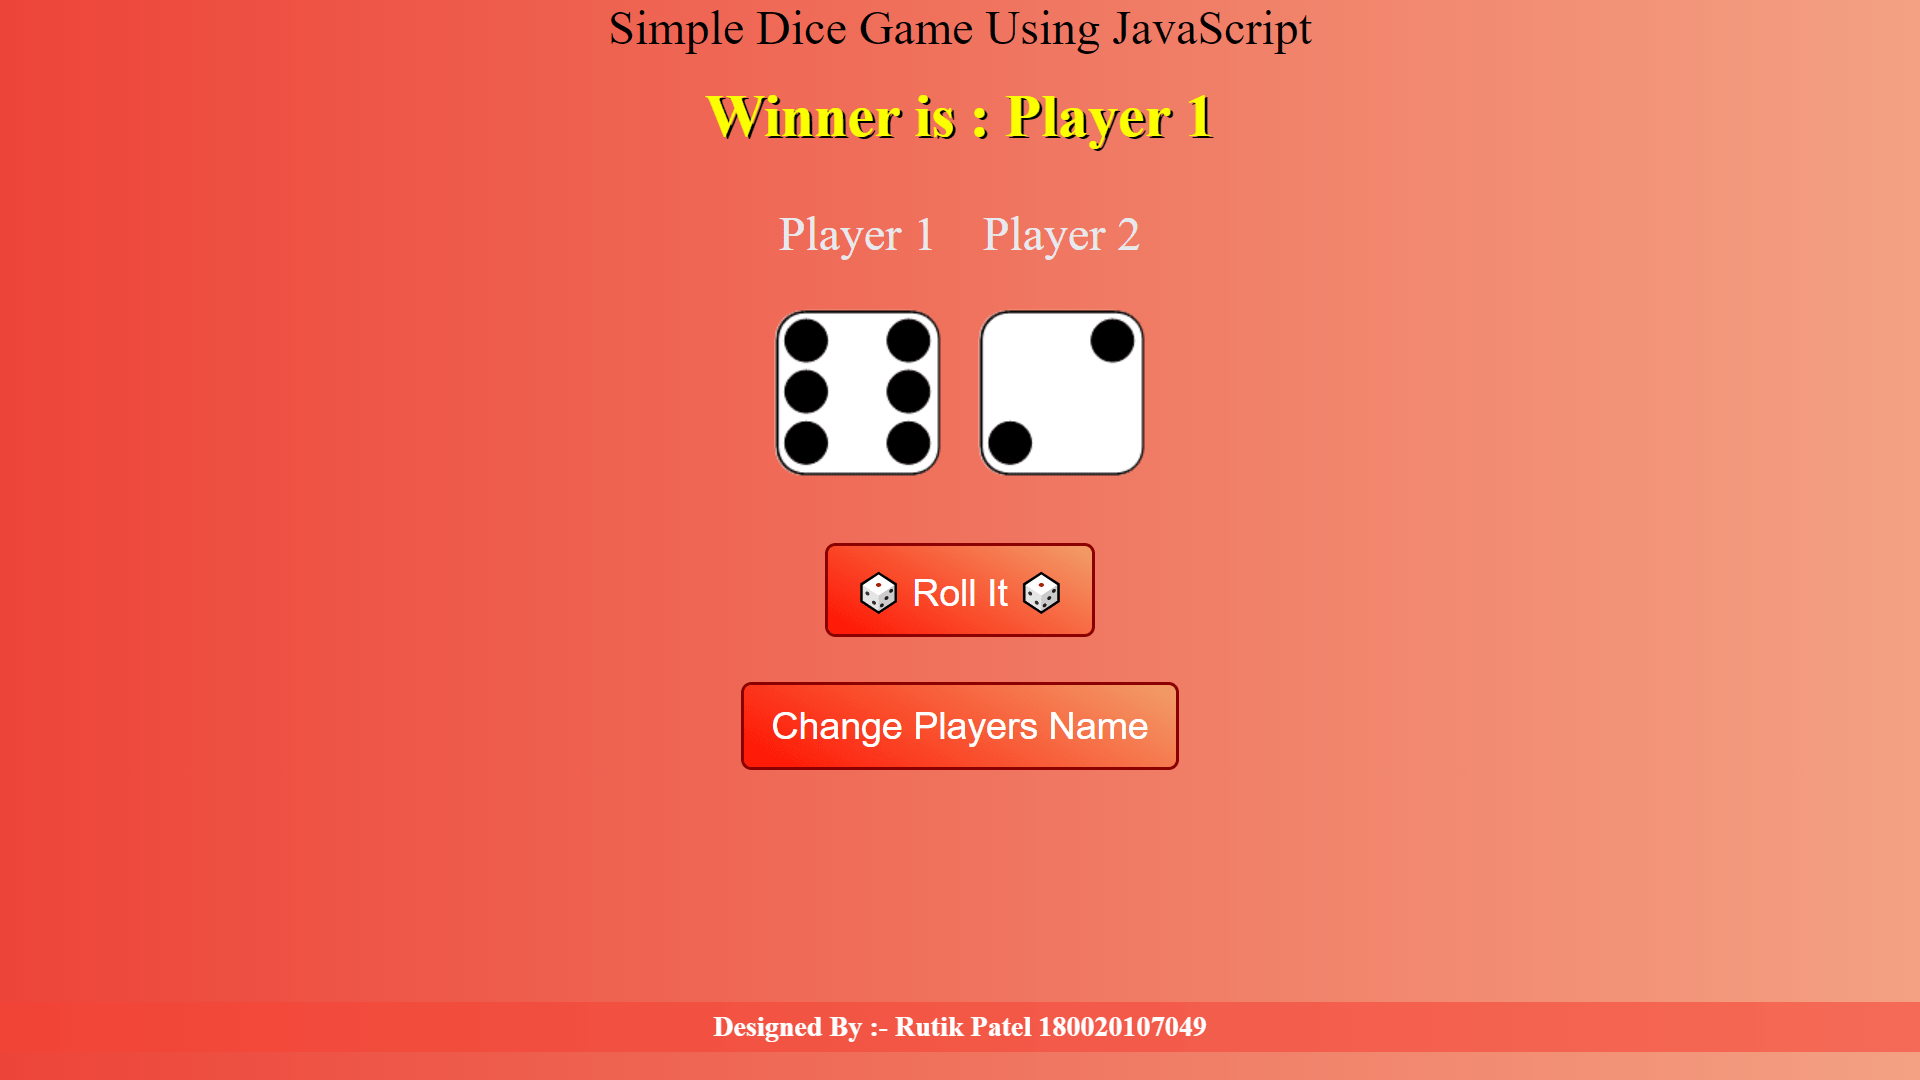 Simple Dice Game Using JavaScript
Winner is : Player 1
Player 1 Player 2
🎲 Roll It 🎲
Change Players Name
Designed By :- Rutik Patel 180020107049